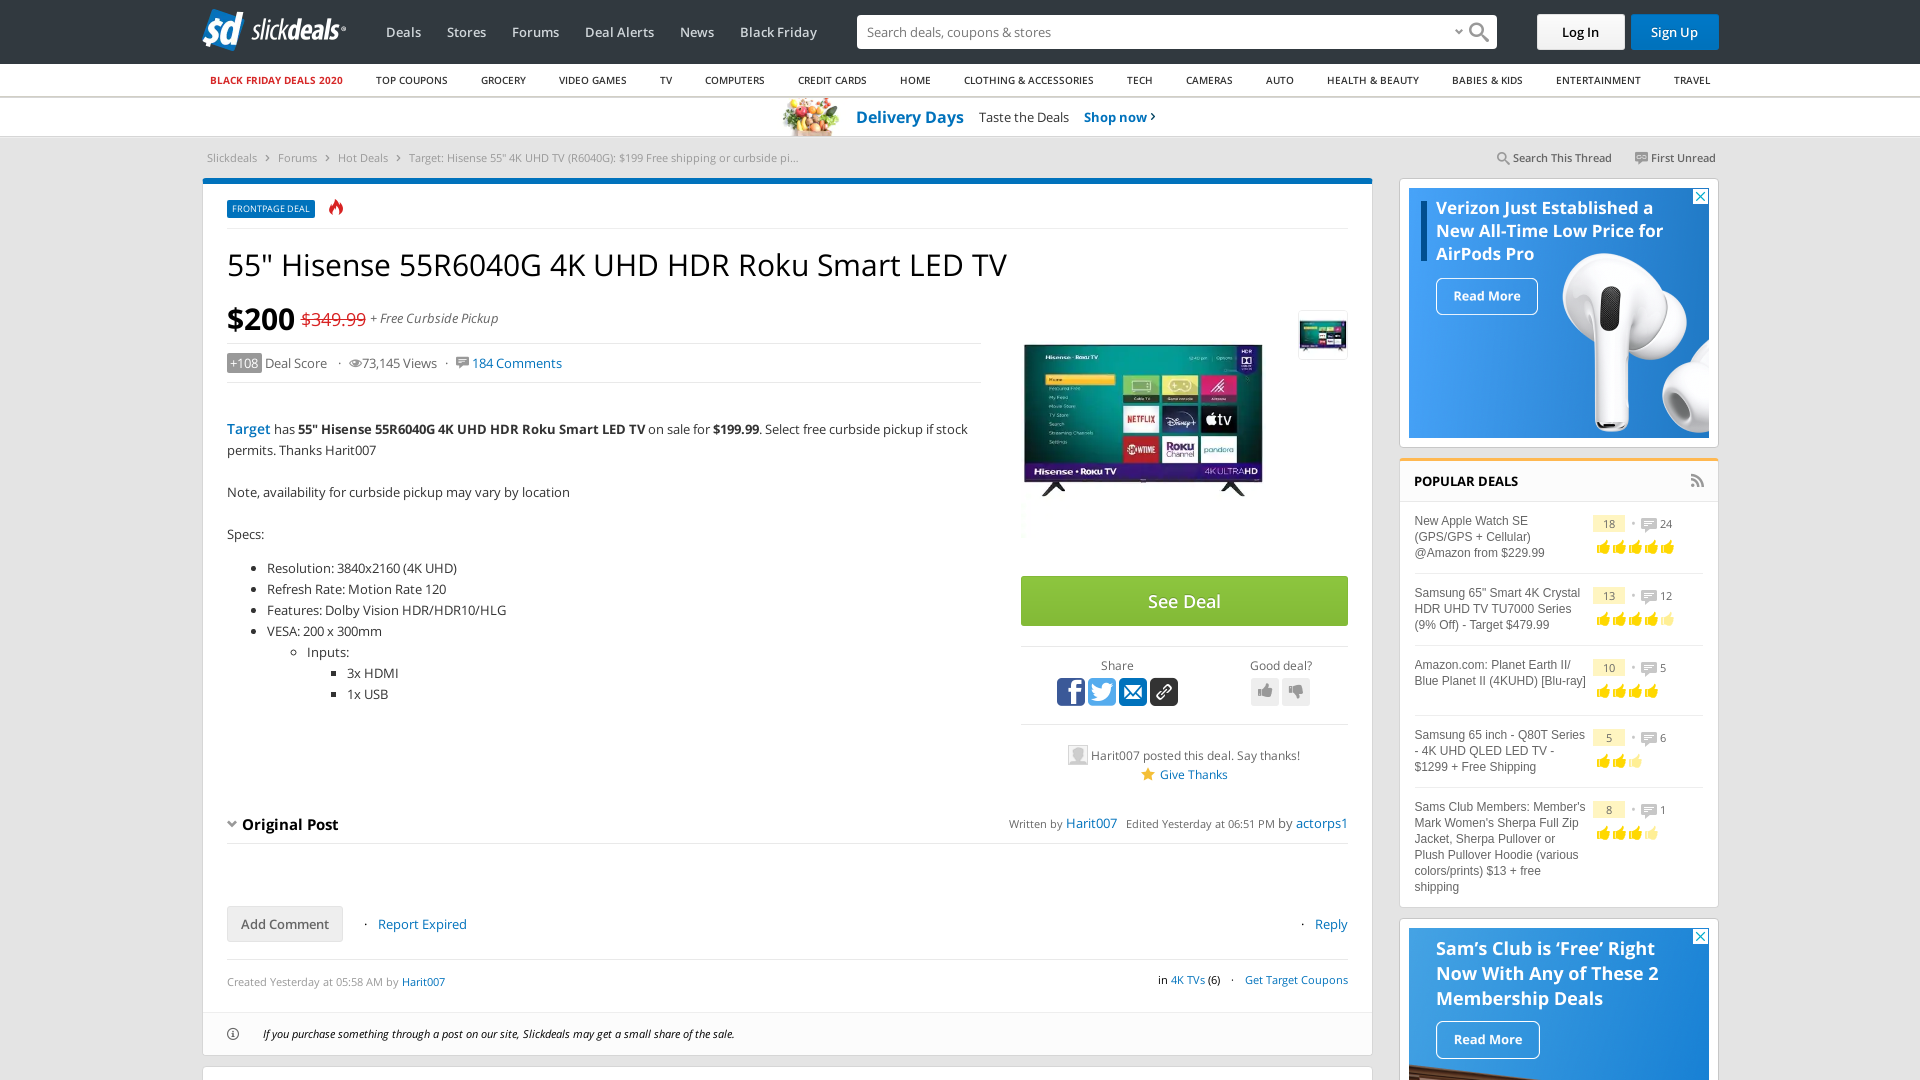 slickdeals
Deals
Stores
Forums
Deal Alerts
News
Black Friday
Search deals, coupons & stores
Log In
Sign Up
BLACK FRIDAY DEALS 2020
TOP COUPONS
GROCERY
VIDEO GAMES
TV
COMPUTERS
CREDIT CARDS
HOME
CLOTHING & ACCESSORIES
TECH
CAMERAS
AUTO
HEALTH & BEAUTY
BABIES & KIDS
ENTERTAINMENT
TRAVEL
Delivery Days Taste the Deals Shop now
Slickdeals > Forums > Hot Deals > Target: Hisense 55" 4K UHD TV (R6040G): $199 Free shipping or curbside pi...
Search This Thread
First Unread
FRONTPAGE DEAL
55" Hisense 55R6040G 4K UHD HDR Roku Smart LED TV
$200 $349.99 + Free Curbside Pickup
+108 Deal Score · 73,145 Views · 184 Comments
Target has 55" Hisense 55R6040G 4K UHD HDR Roku Smart LED TV on sale for $199.99. Select free curbside pickup if stock
permits. Thanks Harit007
Note, availability for curbside pickup may vary by location
Specs:
Resolution: 3840x2160 (4K UHD)
Refresh Rate: Motion Rate 120
Features: Dolby Vision HDR/HDR10/HLG
VESA: 200 x 300mm
Inputs:
3x HDMI
1x USB
Hisense · Roku TV
HDR
NETFLIX
Disney+
tv
SHOWTIME
Roku
Channel
pandora
Hisense • Roku TV
4K ULTRAHD
See Deal
Share
Good deal?
Harit007 posted this deal. Say thanks!
Give Thanks
Original Post
Written by Harit007 Edited Yesterday at 06:51 PM by actorps1
Add Comment · Report Expired
· Reply
Created Yesterday at 05:58 AM by Harit007
in 4K TVs (6) · Get Target Coupons
If you purchase something through a post on our site, Slickdeals may get a small share of the sale.
Verizon Just Established a
New All-Time Low Price for
AirPods Pro
Read More
POPULAR DEALS
New Apple Watch SE
(GPS/GPS + Cellular)
@Amazon from $229.99
18 • 24
Samsung 65" Smart 4K Crystal
HDR UHD TV TU7000 Series
(9% Off) - Target $479.99
13 • 12
Amazon.com: Planet Earth II/
Blue Planet II (4KUHD) [Blu-ray]
10 • 5
Samsung 65 inch - Q80T Series
- 4K UHD QLED LED TV -
$1299 + Free Shipping
5 • 6
Sams Club Members: Member's
Mark Women's Sherpa Full Zip
Jacket, Sherpa Pullover or
Plush Pullover Hoodie (various
colors/prints) $13 + free
shipping
8 • 1
Sam's Club is 'Free' Right
Now With Any of These 2
Membership Deals
Read More